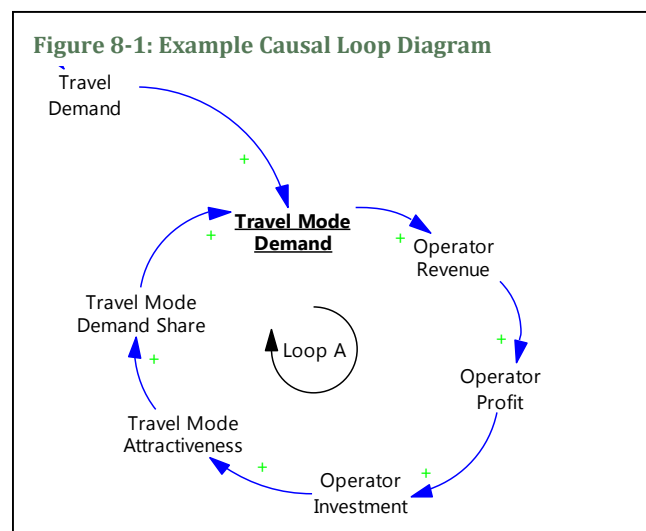 Figure 8-1: Example Causal Loop Diagram
Travel
Demand
+
Travel Mode
Demand
+
+
Operator
Revenue
Travel Mode
Demand Share
Loop A
+
+
Operator
Profit
Travel Mode
Attractiveness
+
+
Operator
Investment